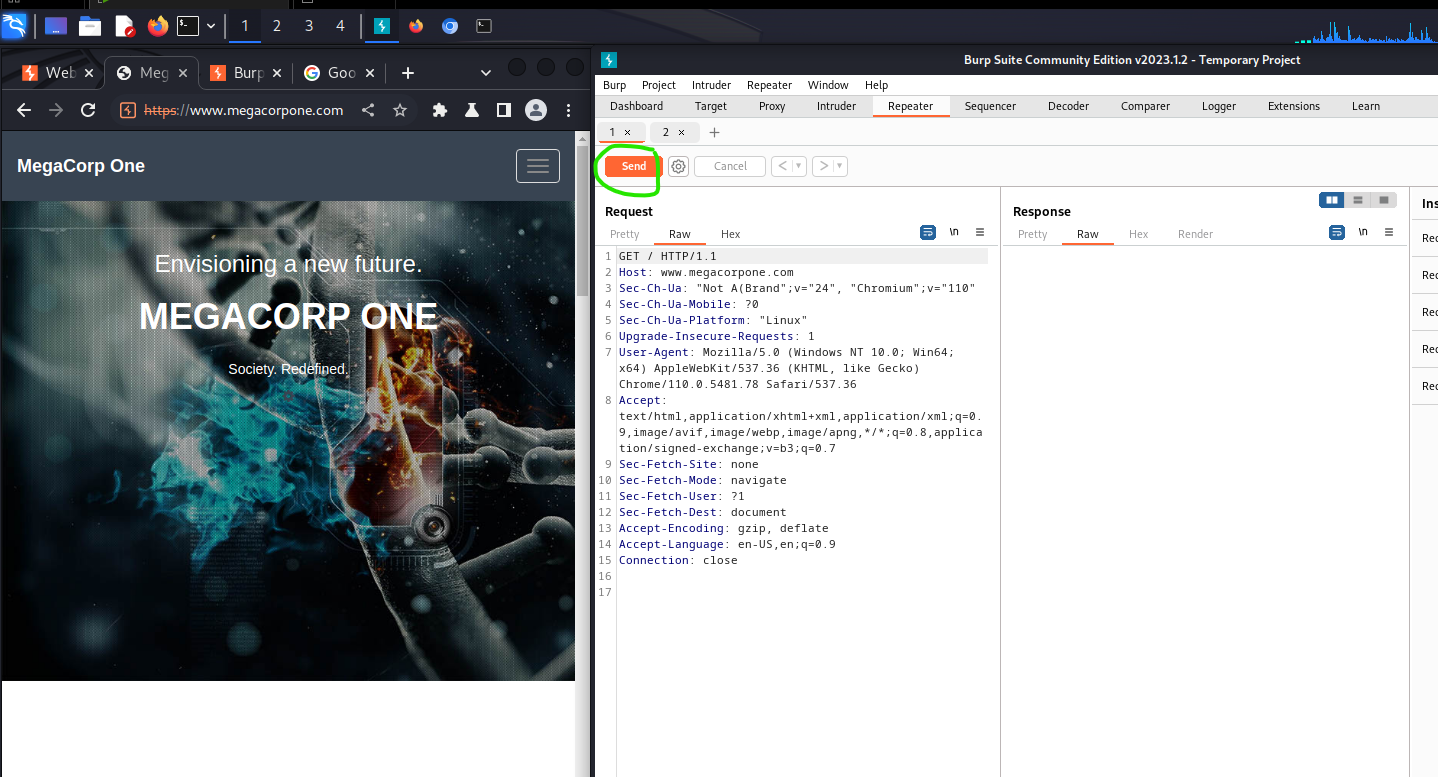 1 2 3 4
Web
Meg
Burp
Goo
https://www.megacorpone.com
MegaCorp One
Envisioning a new future.
MEGACORP ONE
Society. Redefined.
Burp Suite Community Edition v2023.1.2 - Temporary Project
Burp Project Intruder Repeater Window Help
Dashboard Target Proxy Intruder Repeater Sequencer Decoder Comparer Logger Extensions Learn
1 × 2 × +
Send Cancel < >
Request
Pretty Raw Hex \n
1 GET / HTTP/1.1
2 Host: www.megacorpone.com
3 Sec-Ch-Ua: "Not A(Brand";v="24", "Chromium";v="110"
4 Sec-Ch-Ua-Mobile: ?0
5 Sec-Ch-Ua-Platform: "Linux"
6 Upgrade-Insecure-Requests: 1
7 User-Agent: Mozilla/5.0 (Windows NT 10.0; Win64;
x64) AppleWebKit/537.36 (KHTML, like Gecko)
Chrome/110.0.5481.78 Safari/537.36
8 Accept:
text/html,application/xhtml+xml,application/xml;q=0.
9,image/avif,image/webp,image/apng,*/*;q=0.8,applica
tion/signed-exchange;v=b3;q=0.7
9 Sec-Fetch-Site: none
10 Sec-Fetch-Mode: navigate
11 Sec-Fetch-User: ?1
12 Sec-Fetch-Dest: document
13 Accept-Encoding: gzip, deflate
14 Accept-Language: en-US,en;q=0.9
15 Connection: close
16
17
Response
Pretty Raw Hex Render \n
Ins
Rec
Rec
Rec
Rec
Rec